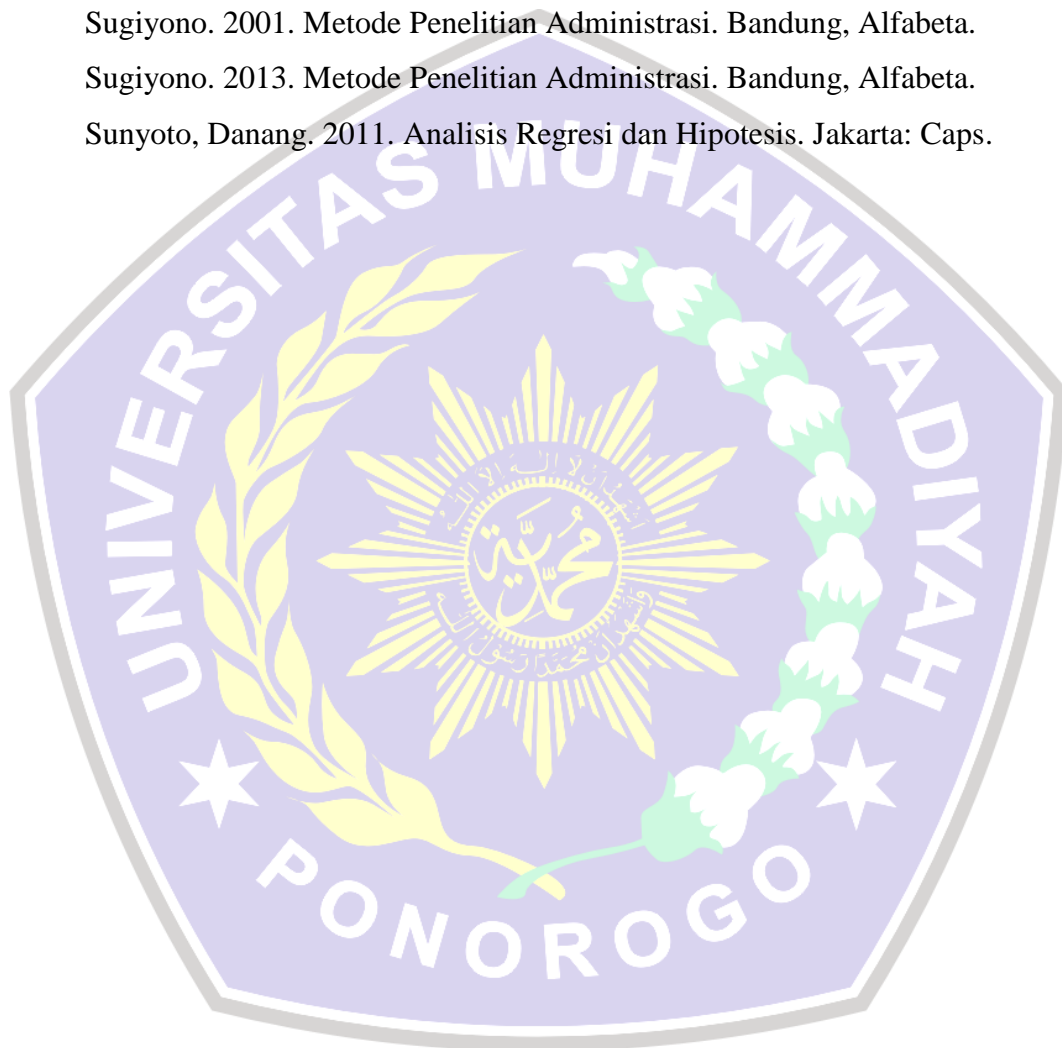 Sugiyono. 2001. Metode Penelitian Administrasi. Bandung, Alfabeta.
Sugiyono. 2013. Metode Penelitian Administrasi. Bandung, Alfabeta.
Sunyoto, Danang. 2011. Analisis Regresi dan Hipotesis. Jakarta: Caps.
UNIVERSITAS MUHAMMADIYAH
محمدية
PONOROGO